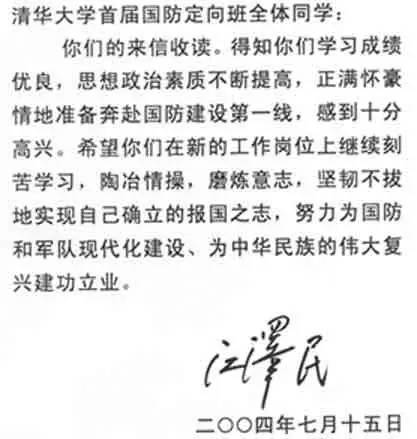 清华大学首届国防定向班全体同学：
你们的来信收读。得知你们学习成绩
优良，思想政治素质不断提高，正满怀豪
情地准备奔赴国防建设第一线，感到十分
高兴。希望你们在新的工作岗位上继续刻
苦学习，陶冶情操，磨炼意志，坚韧不拔
地实现自己确立的报国之志，努力为国防
和军队现代化建设、为中华民族的伟大复
兴建功立业。
江澤民
二〇〇四年七月十五日